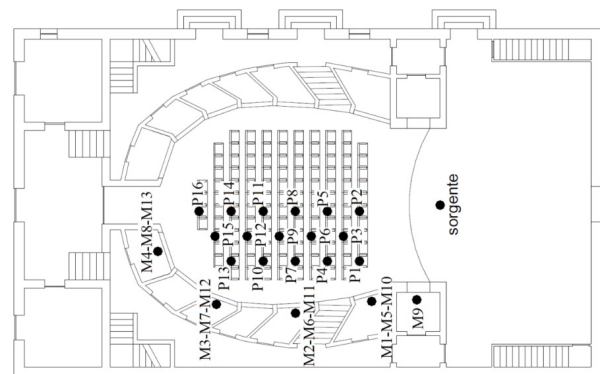 P16
P14
P11
P8
P5
P2
P15
P12
P9
P6
P3
P13
P10
P7
P4
P1
sorgente
M4-M8-M13
M3-M7-M12
M2-M6-M11
M1-M5-M10
M9